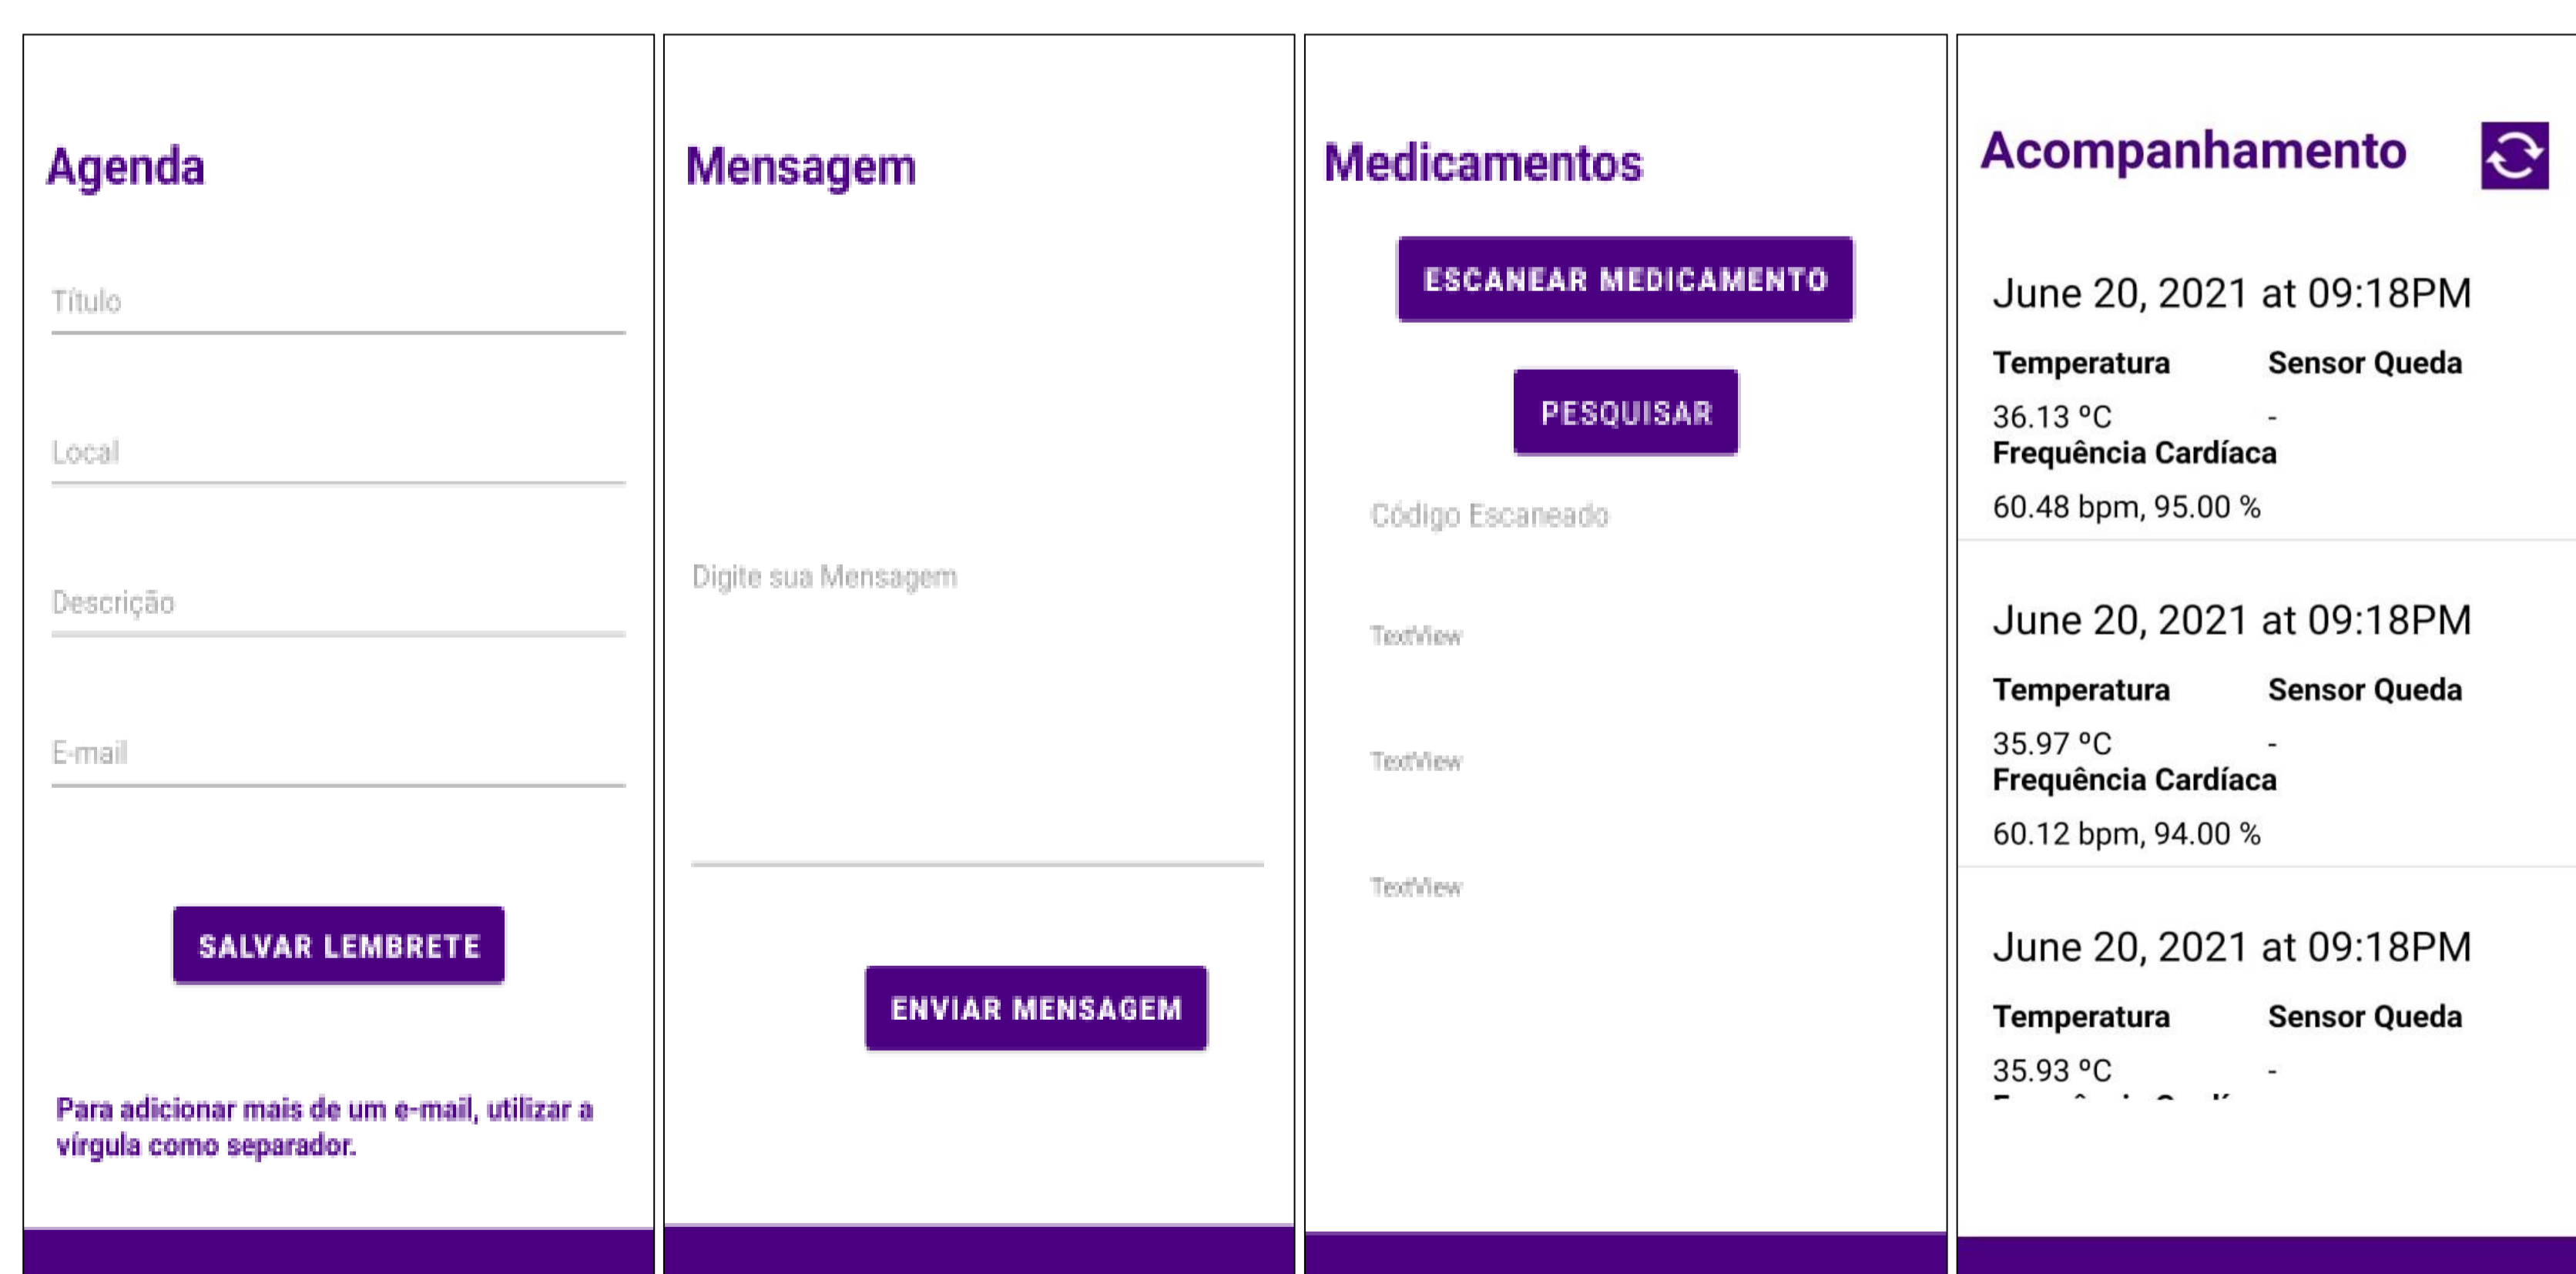 Agenda
Título
Local
Descrição
E-mail
SALVAR LEMBRETE
Para adicionar mais de um e-mail, utilizar a
vírgula como separador.
Mensagem
Digite sua Mensagem
ENVIAR MENSAGEM
Medicamentos
ESCANEAR MEDICAMENTO
PESQUISAR
Código Escaneado
TextView
TextView
TextView
Acompanhamento
June 20, 2021 at 09:18PM
Temperatura Sensor Queda
36.13 ºC -
Frequência Cardíaca
60.48 bpm, 95.00 %
June 20, 2021 at 09:18PM
Temperatura Sensor Queda
35.97 ºC -
Frequência Cardíaca
60.12 bpm, 94.00 %
June 20, 2021 at 09:18PM
Temperatura Sensor Queda
35.93 ºC -